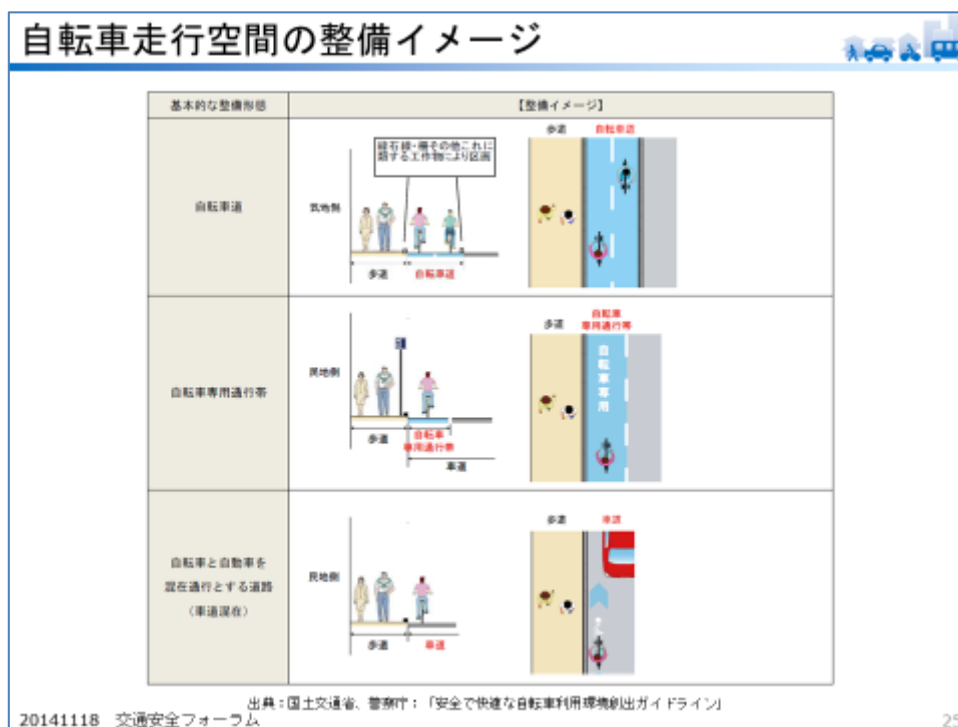 自転車走行空間の整備イメージ
基本的な整備形態
【整備イメージ】
自転車道
縁石線・柵その他これに
類する工作物により区画
民地側
歩道
自転車道
歩道
自転車道
自転車専用通行帯
民地側
歩道
自転車
専用通行帯
車道
歩道
自転車
専用通行帯
自転車専用
自転車と自動車を
混在通行とする道路
（車道混在）
民地側
歩道
車道
歩道
車道
出典：国土交通省、警察庁：「安全で快適な自転車利用環境創出ガイドライン」
20141118 交通安全フォーラム
25